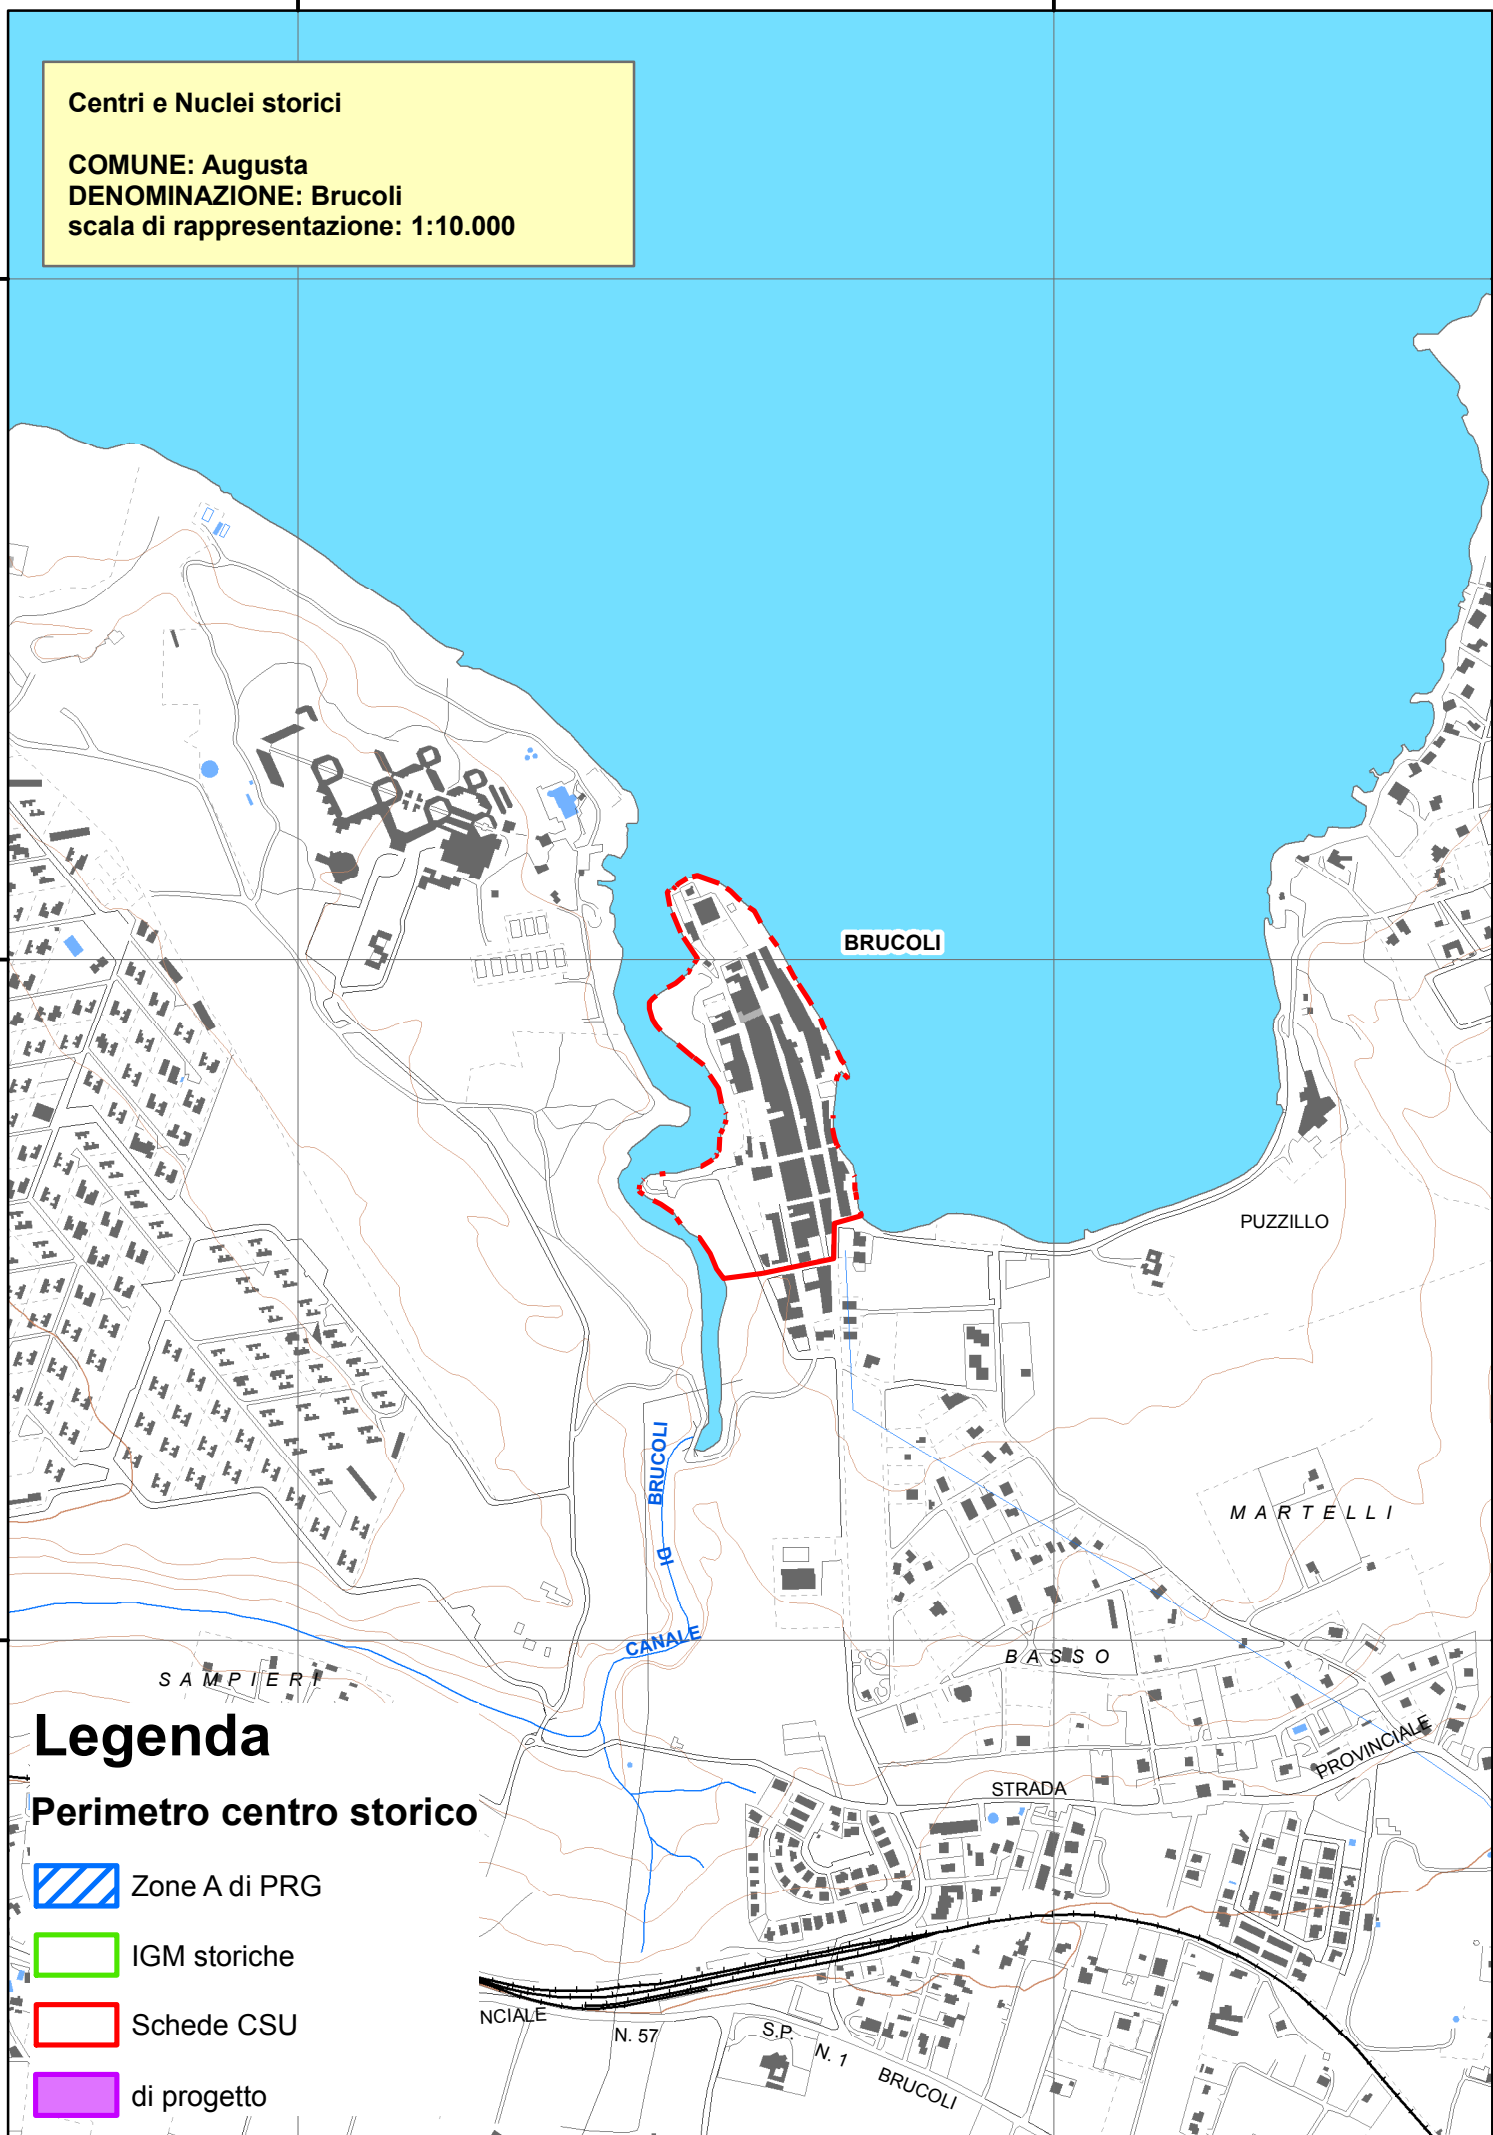 Centri e Nuclei storici
COMUNE: Augusta
DENOMINAZIONE: Brucoli
scala di rappresentazione: 1:10.000
BRUCOLI
PUZZILLO
MARTELLI
BRUCOLI
DI
CANALE
BASSO
SAMPIERI
PROVINCIALE
STRADA
Legenda
Perimetro centro storico
Zone A di PRG
IGM storiche
Schede CSU
di progetto
NCIALE
N. 57
S.P.
N. 1
BRUCOLI